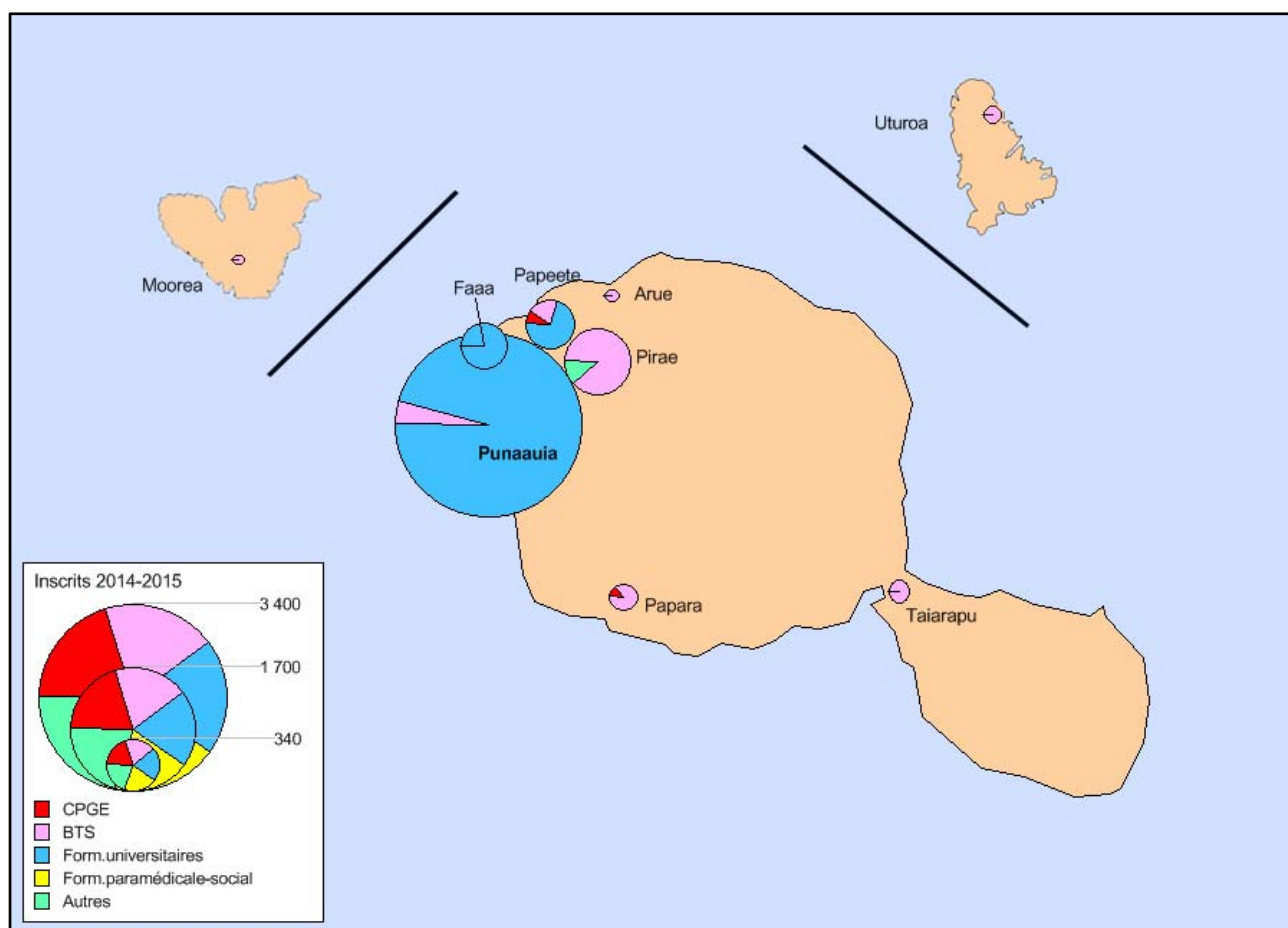 Uturoa
Moorea
Faaa
Papeete
Arue
Pirae
Punaauia
Papara
Taiarapu
Inscrits 2014-2015
3 400
1 700
340
CPGE
BTS
Form.universitaires
Form.paramédicale-social
Autres